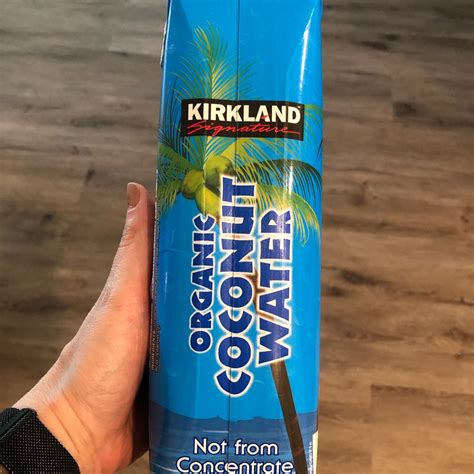 KIRKLAND
Signature
ORGANIC
COCONUT
WATER
Not from
Concentrate